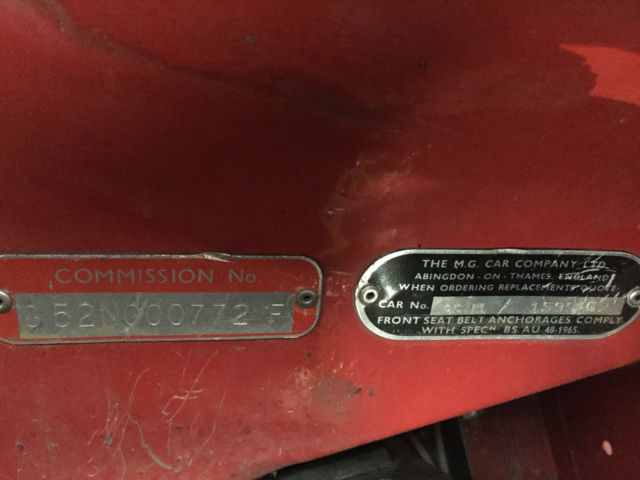 COMMISSION No
G52N000772 F
THE M.G. CAR COMPANY LTD.
ABINGDON - ON - THAMES, ENGLAND
WHEN ORDERING REPLACEMENTS QUOTE
CAR No.
FRONT SEAT BELT ANCHORAGES COMPLY
WITH SPECN BS. AU. 48-1965.